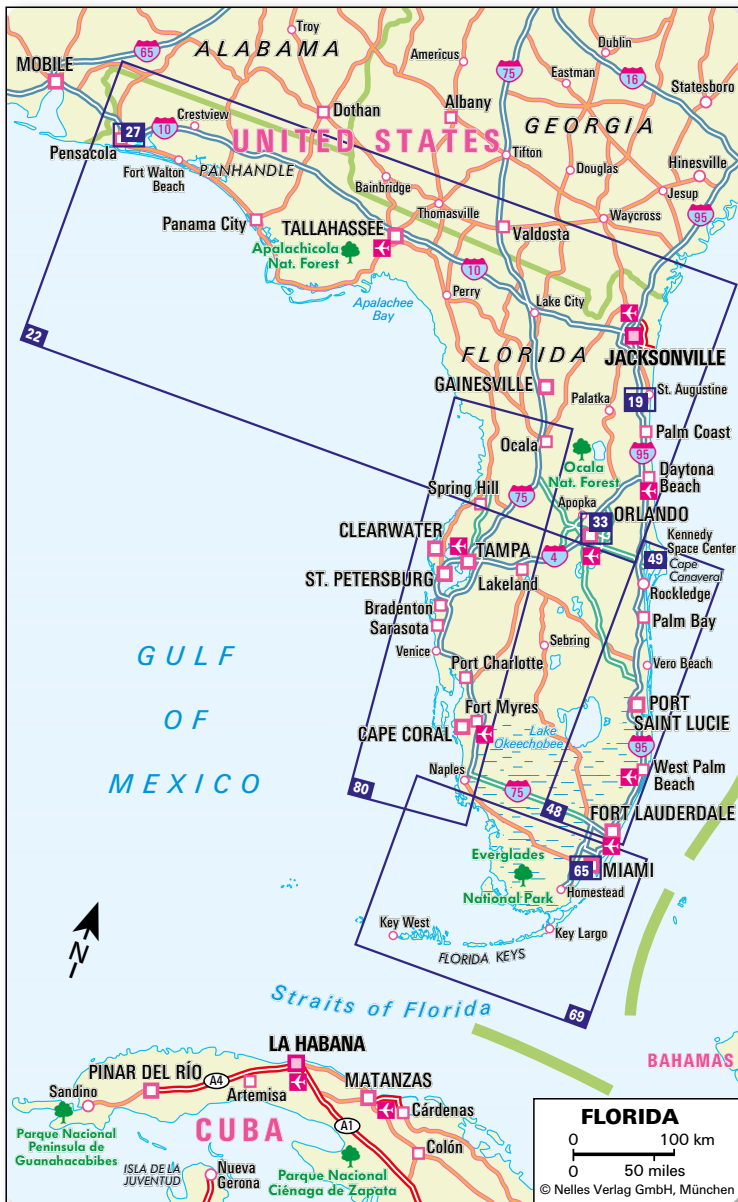 Troy
ALABAMA
65
MOBILE
Americus
Dublin
75
Eastman
16
Statesboro
Dothan
Albany
Crestview
27
10
Pensacola
UNITED STATES
GEORGIA
Fort Walton
Beach
PANHANDLE
Tifton
Douglas
Hinesville
Bainbridge
Jesup
Thomasville
Waycross
95
Panama City
TALLAHASSEE
Valdosta
Apalachicola
Nat. Forest
10
Perry
Apalachee
Bay
Lake City
22
FLORIDA
JACKSONVILLE
GAINESVILLE
St. Augustine
19
Palatka
Palm Coast
Ocala
95
Ocala
Nat. Forest
Daytona
Beach
Spring Hill
75
Apopka
33
ORLANDO
CLEARWATER
TAMPA
4
Kennedy
Space Center
49
Cape
Canaveral
ST. PETERSBURG
Lakeland
Rockledge
Bradenton
Sarasota
Palm Bay
Venice
Sebring
Vero Beach
GULF
OF
MEXICO
Port Charlotte
Fort Myres
PORT
SAINT LUCIE
CAPE CORAL
Lake
Okeechobee
95
Naples
75
West Palm
Beach
80
48
FORT LAUDERDALE
Everglades
National Park
65
MIAMI
Homestead
N
Key West
Key Largo
FLORIDA KEYS
Straits of Florida
69
LA HABANA
BAHAMAS
PINAR DEL RÍO
A4
MATANZAS
Sandino
Artemisa
Cárdenas
CUBA
A1
Parque Nacional
Peninsula de
Guanahacabibes
Colón
ISLA DE LA
JUVENTUD
Nueva
Gerona
Parque Nacional
Ciénaga de Zapata
FLORIDA
0 100 km
0 50 miles
© Nelles Verlag GmbH, München